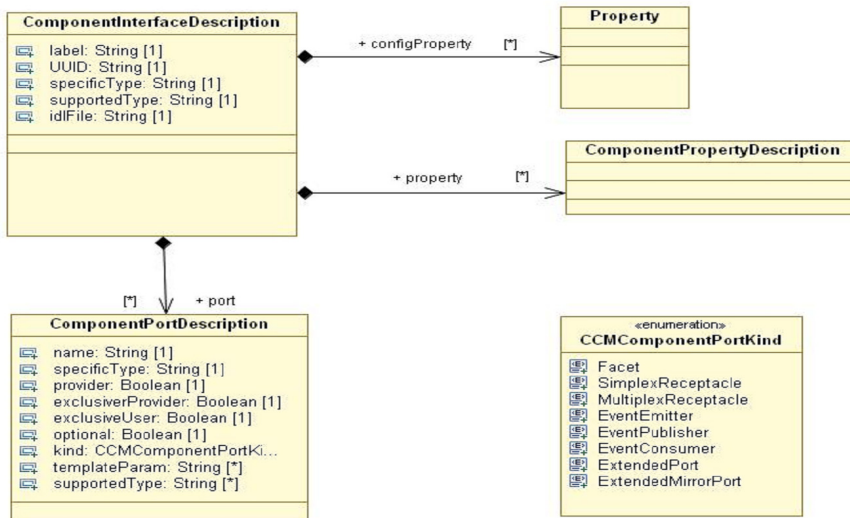 ComponentInterfaceDescription
label: String [1]
UUID: String [1]
specificType: String [1]
supportedType: String [1]
idlFile: String [1]
+ configProperty [*]
Property
+ property [*]
ComponentPropertyDescription
[*] + port
ComponentPortDescription
name: String [1]
specificType: String [1]
provider: Boolean [1]
exclusiverProvider: Boolean [1]
exclusiveUser: Boolean [1]
optional: Boolean [1]
kind: CCMComponentPortKi...
templateParam: String [*]
supportedType: String [*]
«enumeration»
CCMComponentPortKind
Facet
SimplexReceptacle
MultiplexReceptacle
EventEmitter
EventPublisher
EventConsumer
ExtendedPort
ExtendedMirrorPort